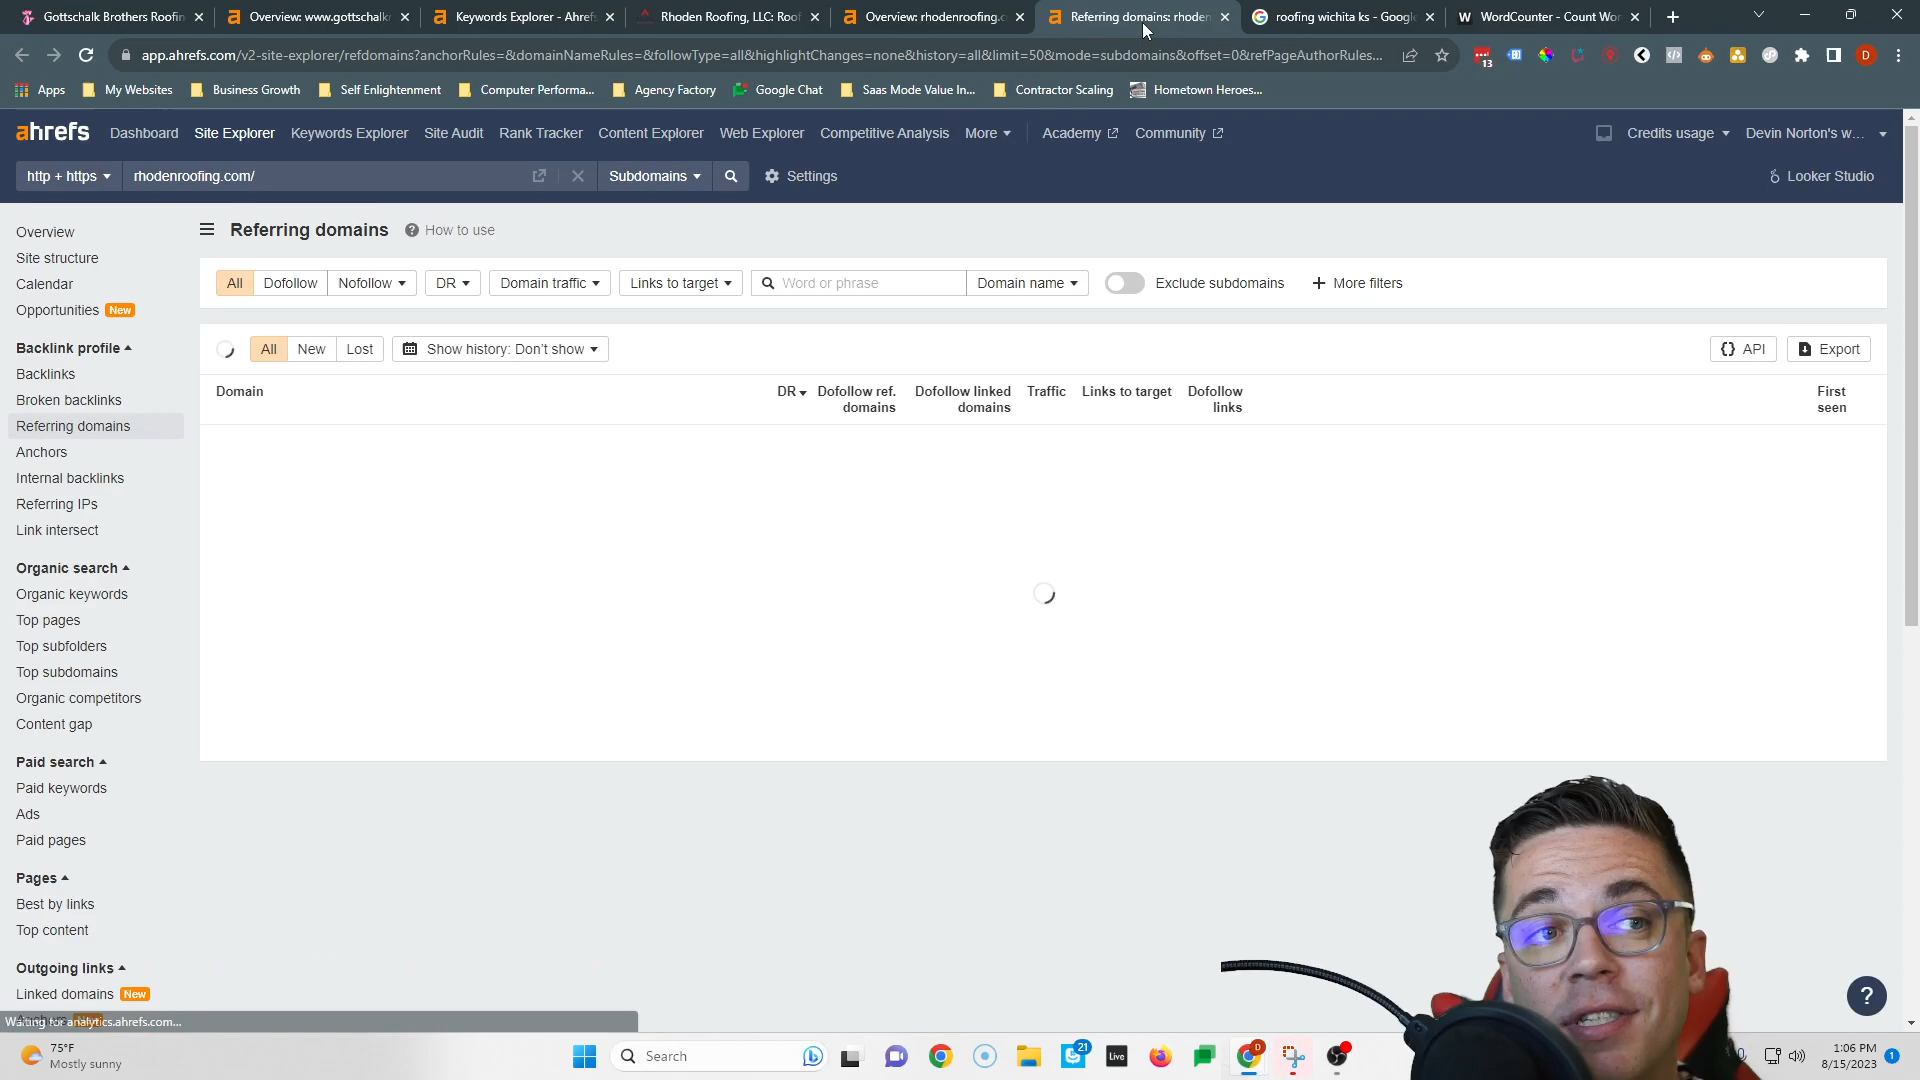 Gottschalk Brothers Roofin
Overview: www.gottschalkr
Keywords Explorer - Ahrefs
Rhoden Roofing, LLC: Roof
Overview: rhodenroofing.c
Referring domains: rhoden
roofing wichita ks - Google
WordCounter - Count Wor
app.ahrefs.com/v2-site-explorer/refdomains?anchorRules=&domainNameRules=&followType=all&highlightChanges=none&history=all&limit=50&mode=subdomains&offset=0&refPageAuthorRules...
13
D
Apps
My Websites
Business Growth
Self Enlightenment
Computer Performa...
Agency Factory
Google Chat
Saas Mode Value In...
Contractor Scaling
Hometown Heroes...
ahrefs
Dashboard
Site Explorer
Keywords Explorer
Site Audit
Rank Tracker
Content Explorer
Web Explorer
Competitive Analysis
More
Academy
Community
Credits usage
Devin Norton's w...
http + https
rhodenroofing.com/
Subdomains
Settings
Looker Studio
Overview
Site structure
Calendar
Opportunities New
Backlink profile
Backlinks
Broken backlinks
Referring domains
Anchors
Internal backlinks
Referring IPs
Link intersect
Organic search
Organic keywords
Top pages
Top subfolders
Top subdomains
Organic competitors
Content gap
Paid search
Paid keywords
Ads
Paid pages
Pages
Best by links
Top content
Outgoing links
Linked domains New
Referring domains
How to use
All
Dofollow
Nofollow
DR
Domain traffic
Links to target
Word or phrase
Domain name
Exclude subdomains
More filters
All
New
Lost
Show history: Don't show
API
Export
Domain
DR
Dofollow ref. domains
Dofollow linked domains
Traffic
Links to target
Dofollow links
First seen
?
Waiting for analytics.ahrefs.com...
75°F
Mostly sunny
Search
21
Live
D
1:06 PM
8/15/2023
1